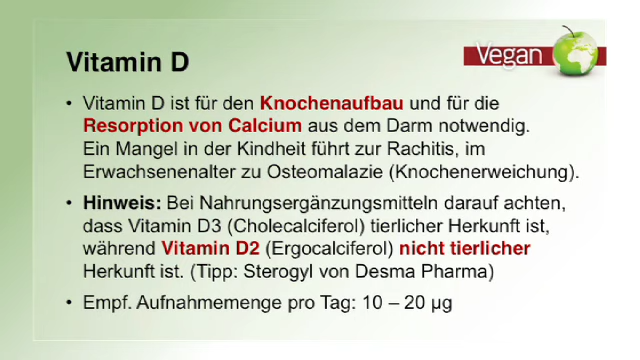 Vitamin D
Vegan
• Vitamin D ist für den Knochenaufbau und für die
Resorption von Calcium aus dem Darm notwendig.
Ein Mangel in der Kindheit führt zur Rachitis, im
Erwachsenenalter zu Osteomalazie (Knochenerweichung).
• Hinweis: Bei Nahrungsergänzungsmitteln darauf achten,
dass Vitamin D3 (Cholecalciferol) tierlicher Herkunft ist,
während Vitamin D2 (Ergocalciferol) nicht tierlicher
Herkunft ist. (Tipp: Sterogyl von Desma Pharma)
• Empf. Aufnahmemenge pro Tag: 10 – 20 µg